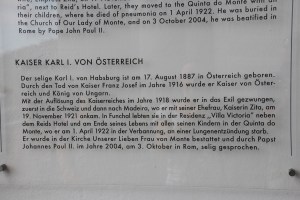 ria", next to Reid's Hotel. Later, they moved to the Quinta do Monte with all
their children, where he died of pneumonia on 1 April 1922. He was buried in
the Church of Our Lady of Monte, and on 3 October 2004, he was beatified in
Rome by Pope John Paul II.
KAISER KARL I. VON ÖSTERREICH
Der selige Karl I. von Habsburg ist am 17. August 1887 in Österreich geboren.
Durch den Tod von Kaiser Franz Josef im Jahre 1916 wurde er Kaiser von Öster-
reich und König von Ungarn.
Mit der Auflösung des Kaiserreiches im Jahre 1918 wurde er in das Exil gezwungen,
zuerst in die Schweiz und dann nach Madeira, wo er mit seiner Ehefrau, Kaiserin Zita, am
19. November 1921 ankam. In Funchal lebten sie in der Residenz „Villa Victoria" neben
dem Reids Hotel und am Ende seines Lebens mit allen seinen Kindern in der Quinta do
Monte, wo er am 1. April 1922 in der Verbannung, an einer Lungenentzündung starb.
Er wurde in der Kirche Unserer Lieben Frau von Monte bestattet und durch Papst
Johannes Paul II. im Jahre 2004, am 3. Oktober in Rom, selig gesprochen.